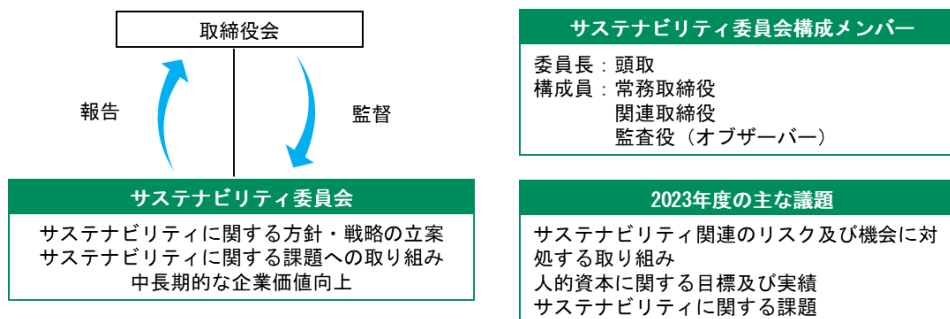 取締役会
報告
監督
サステナビリティ委員会
サステナビリティに関する方針・戦略の立案
サステナビリティに関する課題への取り組み
中長期的な企業価値向上
サステナビリティ委員会構成メンバー
委員長：頭取
構成員：常務取締役
関連取締役
監査役（オブザーバー）
2023年度の主な議題
サステナビリティ関連のリスク及び機会に対
処する取り組み
人的資本に関する目標及び実績
サステナビリティに関する課題